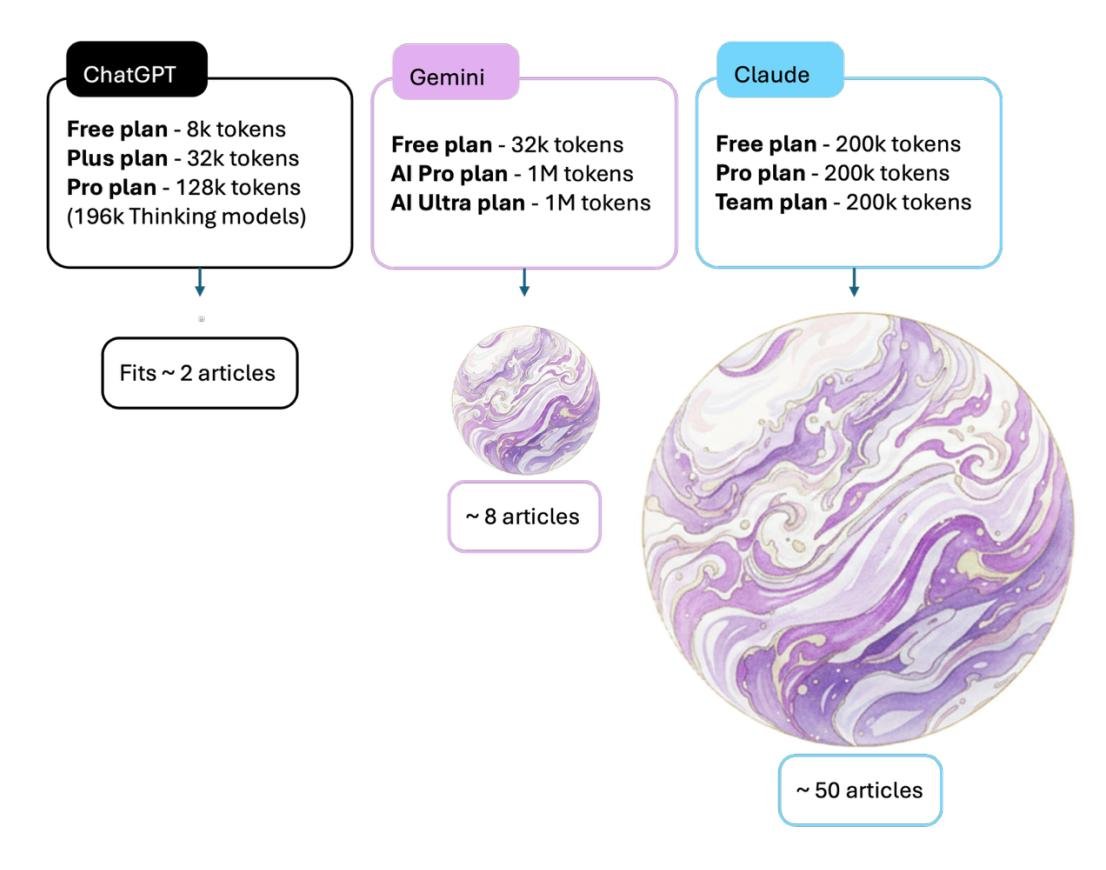 ChatGPT
Free plan - 8k tokens
Plus plan - 32k tokens
Pro plan - 128k tokens
(196k Thinking models)
Fits ~ 2 articles
Gemini
Free plan - 32k tokens
AI Pro plan - 1M tokens
AI Ultra plan - 1M tokens
~ 8 articles
Claude
Free plan - 200k tokens
Pro plan - 200k tokens
Team plan - 200k tokens
~ 50 articles